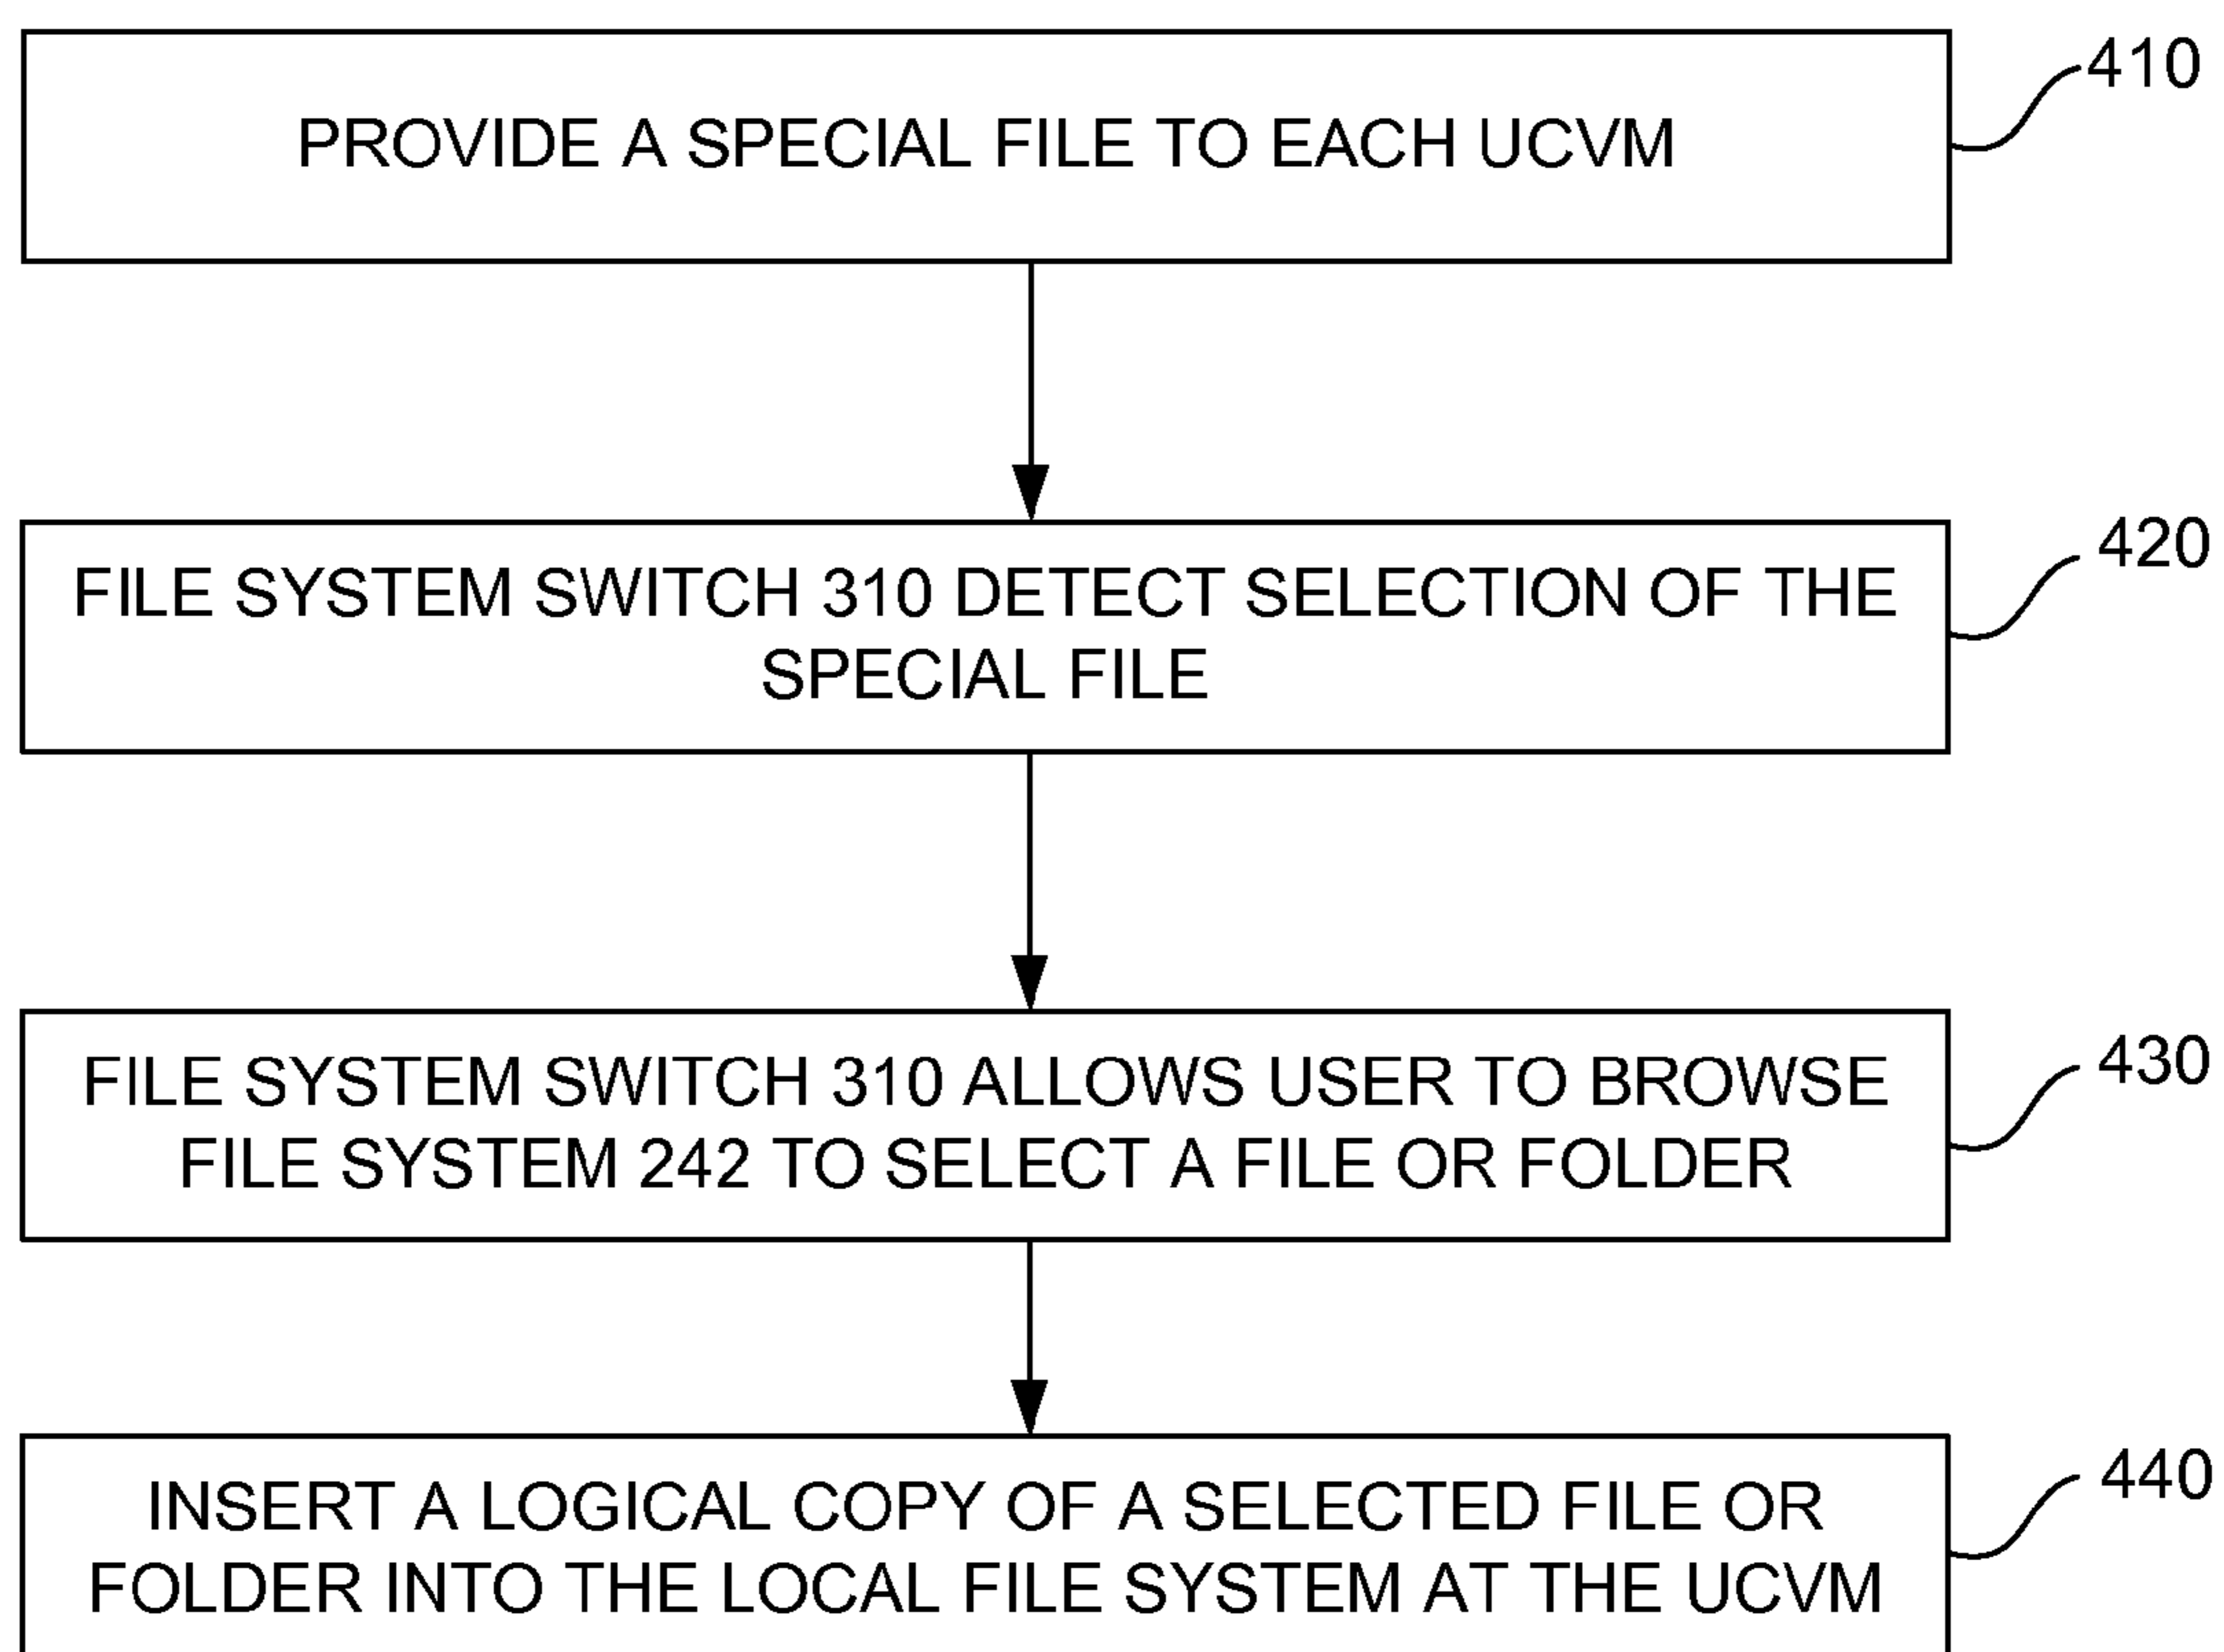 PROVIDE A SPECIAL FILE TO EACH UCVM
410
FILE SYSTEM SWITCH 310 DETECT SELECTION OF THE
SPECIAL FILE
420
FILE SYSTEM SWITCH 310 ALLOWS USER TO BROWSE
FILE SYSTEM 242 TO SELECT A FILE OR FOLDER
430
INSERT A LOGICAL COPY OF A SELECTED FILE OR
FOLDER INTO THE LOCAL FILE SYSTEM AT THE UCVM
440